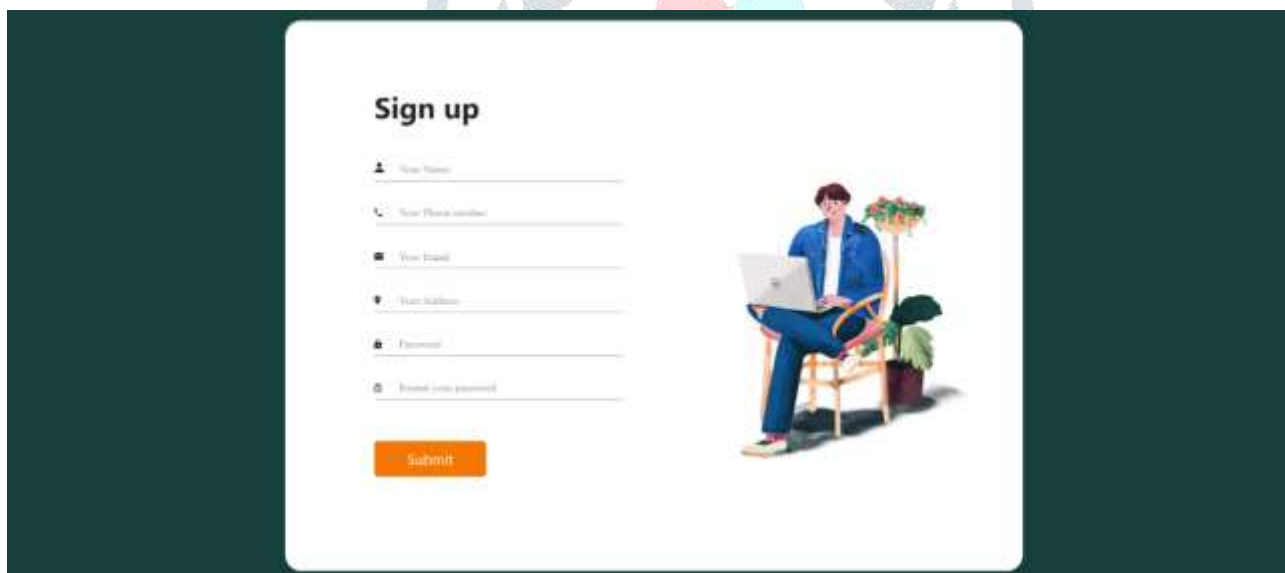 Sign up
Your Name
Your Phone number
Your Email
Your Address
Password
Repeat your password
Submit